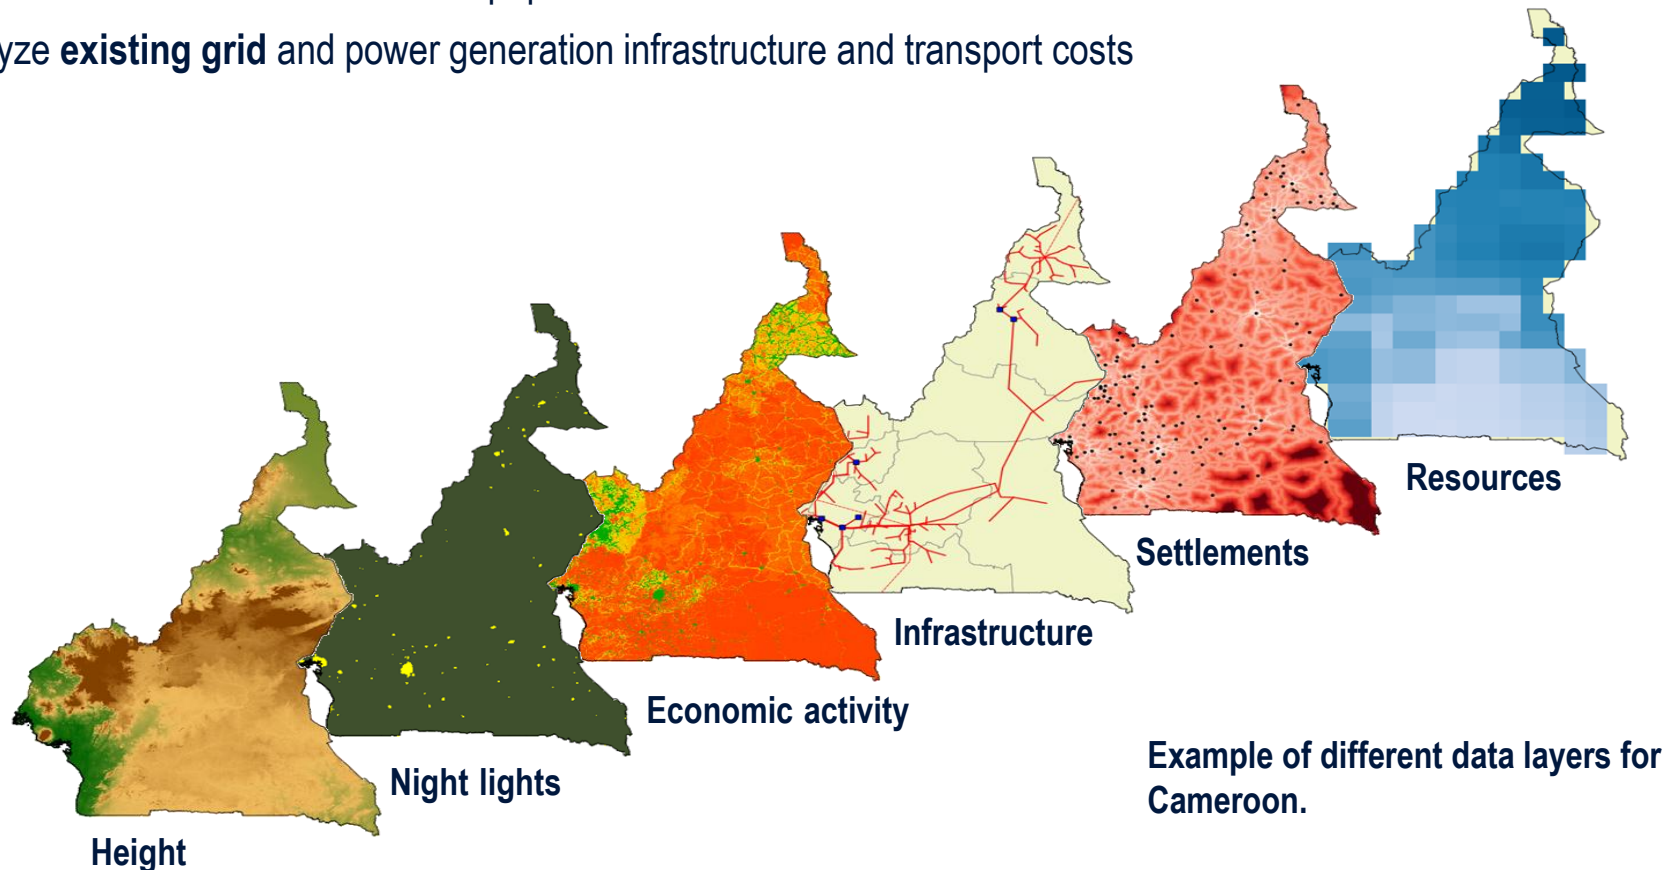 yze existing grid and power generation infrastructure and transport costs
Resources
Settlements
Infrastructure
Economic activity
Night lights
Height
Example of different data layers for
Cameroon.